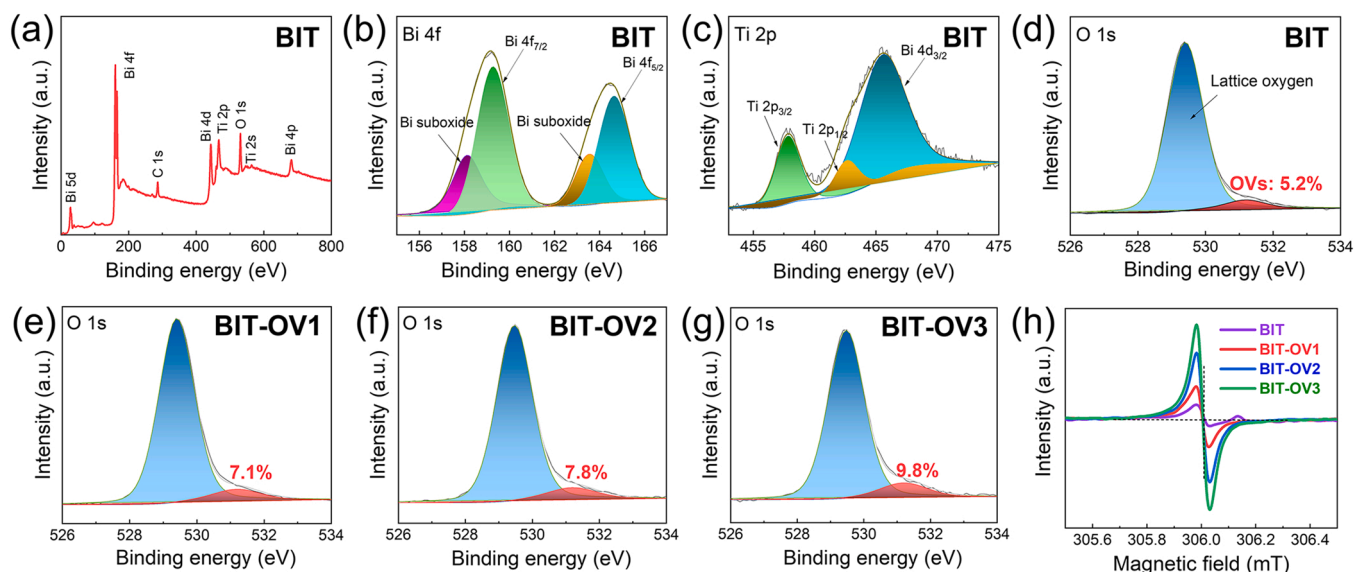 (a)
BIT
Bi 5d
Bi 4f
C 1s
Bi 4d
Ti 2p
O 1s
Ti 2s
Bi 4p
Intensity (a.u.)
0 200 400 600 800
Binding energy (eV)
(b)
Bi 4f
BIT
Bi 4f7/2
Bi 4f5/2
Bi suboxide
Bi suboxide
Intensity (a.u.)
156 158 160 162 164 166
Binding energy (eV)
(c)
Ti 2p
BIT
Bi 4d3/2
Ti 2p3/2
Ti 2p1/2
Intensity (a.u.)
455 460 465 470 475
Binding energy (eV)
(d)
O 1s
BIT
Lattice oxygen
OVs: 5.2%
Intensity (a.u.)
526 528 530 532 534
Binding energy (eV)
(e)
O 1s
BIT-OV1
7.1%
Intensity (a.u.)
526 528 530 532 534
Binding energy (eV)
(f)
O 1s
BIT-OV2
7.8%
Intensity (a.u.)
526 528 530 532 534
Binding energy (eV)
(g)
O 1s
BIT-OV3
9.8%
Intensity (a.u.)
526 528 530 532 534
Binding energy (eV)
(h)
BIT
BIT-OV1
BIT-OV2
BIT-OV3
Intensity (a.u.)
305.6 305.8 306.0 306.2 306.4
Magnetic field (mT)